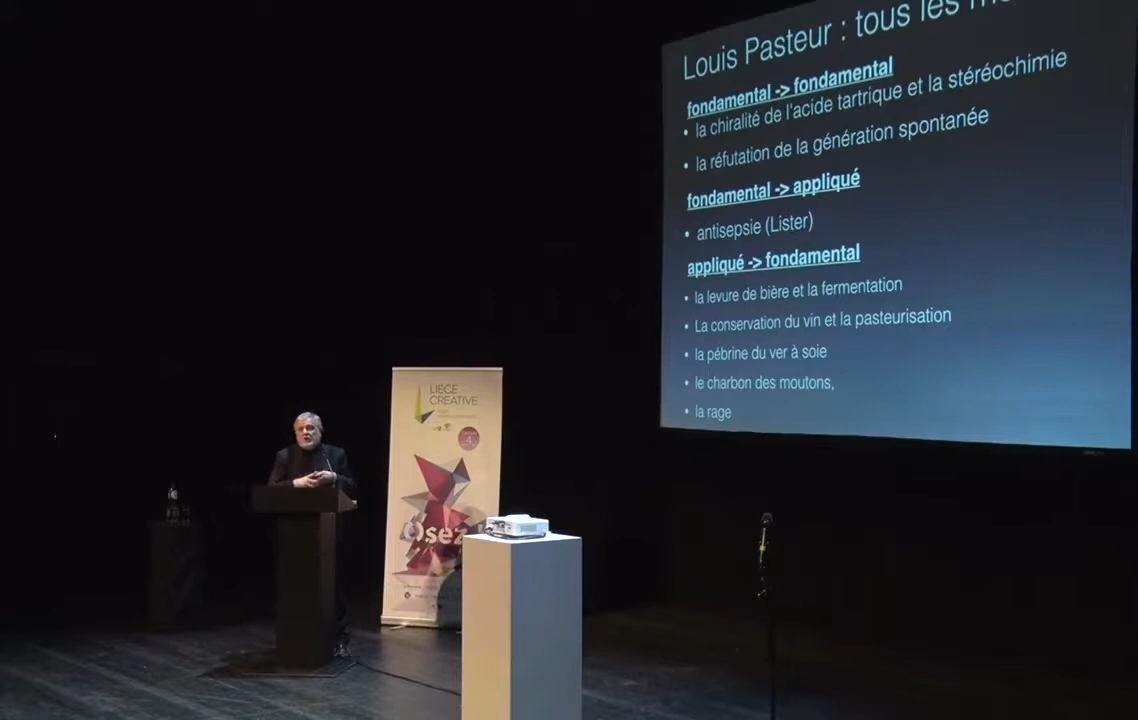 Louis Pasteur : tous les
fondamental -> fondamental
• la chiralité de l'acide tartrique et la stéréochimie
• la réfutation de la génération spontanée
fondamental -> appliqué
• antisepsie (Lister)
appliqué -> fondamental
• la levure de bière et la fermentation
• La conservation du vin et la pasteurisation
• la pébrine du ver à soie
• le charbon des moutons,
• la rage
LIEGE
CREATIVE
4
Osez